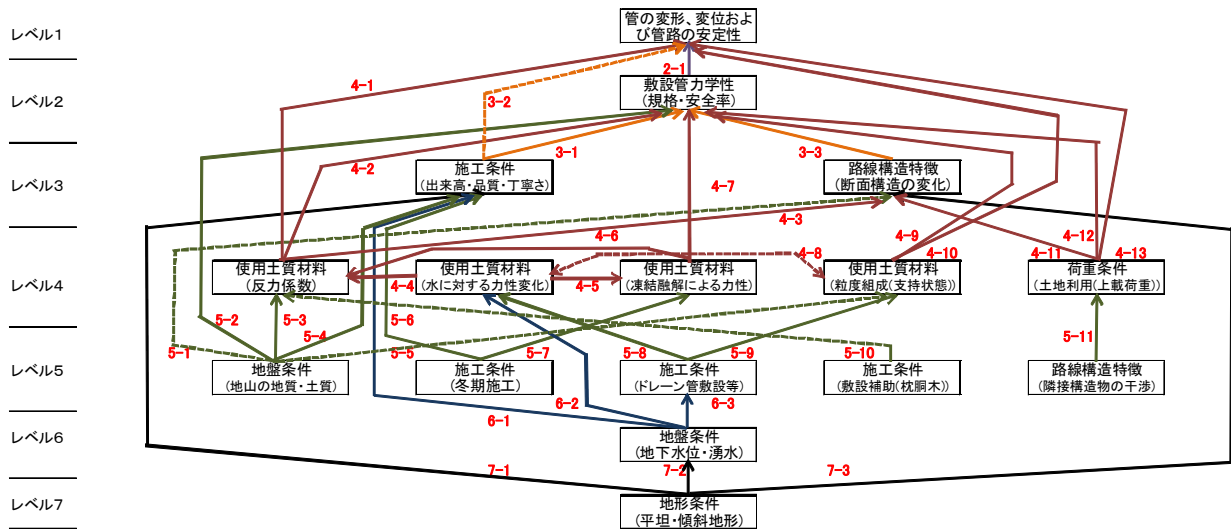 レベル1
管の変形、変位およ
び管路の安定性
4-1
2-1
レベル2
敷設管力学性
(規格・安全率)
3-2
3-1
3-3
4-2
レベル3
施工条件
(出来高・品質・丁寧さ)
路線構造特徴
(断面構造の変化)
4-7
4-3
4-6
4-8
4-9
4-10
4-11
4-12
4-13
レベル4
使用土質材料
(反力係数)
4-4
使用土質材料
(水に対する力性変化)
4-5
使用土質材料
(凍結融解による力性)
使用土質材料
(粒度組成(支持状態))
荷重条件
(土地利用(上載荷重))
5-1
5-2
5-3
5-4
5-5
5-6
5-7
5-8
5-9
5-10
5-11
レベル5
地盤条件
(地山の地質・土質)
施工条件
(冬期施工)
施工条件
(ドレーン管敷設等)
施工条件
(敷設補助(枕胴木))
路線構造特徴
(隣接構造物の干渉)
6-1
6-2
6-3
レベル6
地盤条件
(地下水位・湧水)
7-1
7-2
7-3
レベル7
地形条件
(平坦・傾斜地形)